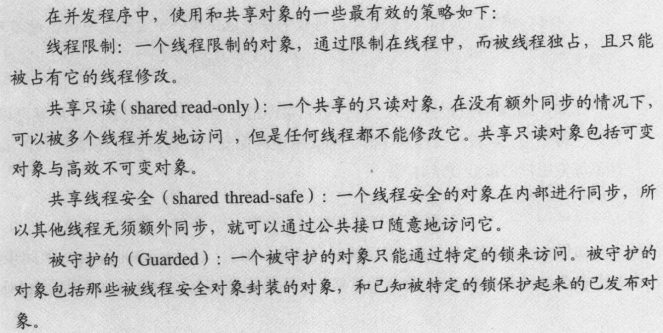 在并发程序中，使用和共享对象的一些最有效的策略如下：
线程限制：一个线程限制的对象，通过限制在线程中，而被线程独占，且只能
被占有它的线程修改。
共享只读（shared read-only）：一个共享的只读对象，在没有额外同步的情况下，
可以被多个线程并发地访问 ，但是任何线程都不能修改它。共享只读对象包括可变
对象与高效不可变对象。
共享线程安全（shared thread-safe）：一个线程安全的对象在内部进行同步，所
以其他线程无须额外同步，就可以通过公共接口随意地访问它。
被守护的（Guarded）：一个被守护的对象只能通过特定的锁来访问。被守护的
对象包括那些被线程安全对象封装的对象，和已知被特定的锁保护起来的已发布对
象。